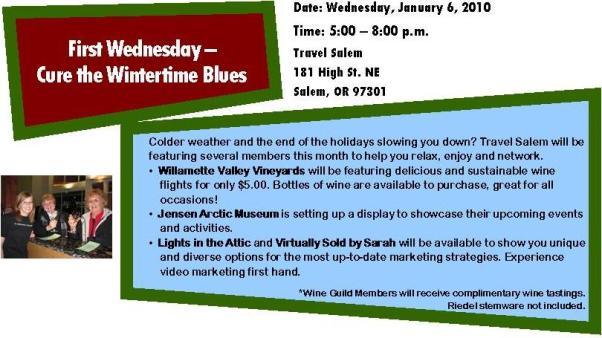 First Wednesday –
Cure the Wintertime Blues
Date: Wednesday, January 6, 2010
Time: 5:00 – 8:00 p.m.
Travel Salem
181 High St. NE
Salem, OR 97301
Colder weather and the end of the holidays slowing you down? Travel Salem will be
featuring several members this month to help you relax, enjoy and network.
• Willamette Valley Vineyards will be featuring delicious and sustainable wine
flights for only $5.00. Bottles of wine are available to purchase, great for all
occasions!
• Jensen Arctic Museum is setting up a display to showcase their upcoming events
and activities.
• Lights in the Attic and Virtually Sold by Sarah will be available to show you unique
and diverse options for the most up-to-date marketing strategies. Experience
video marketing first hand.
*Wine Guild Members will receive complimentary wine tastings.
Riedel stemware not included.